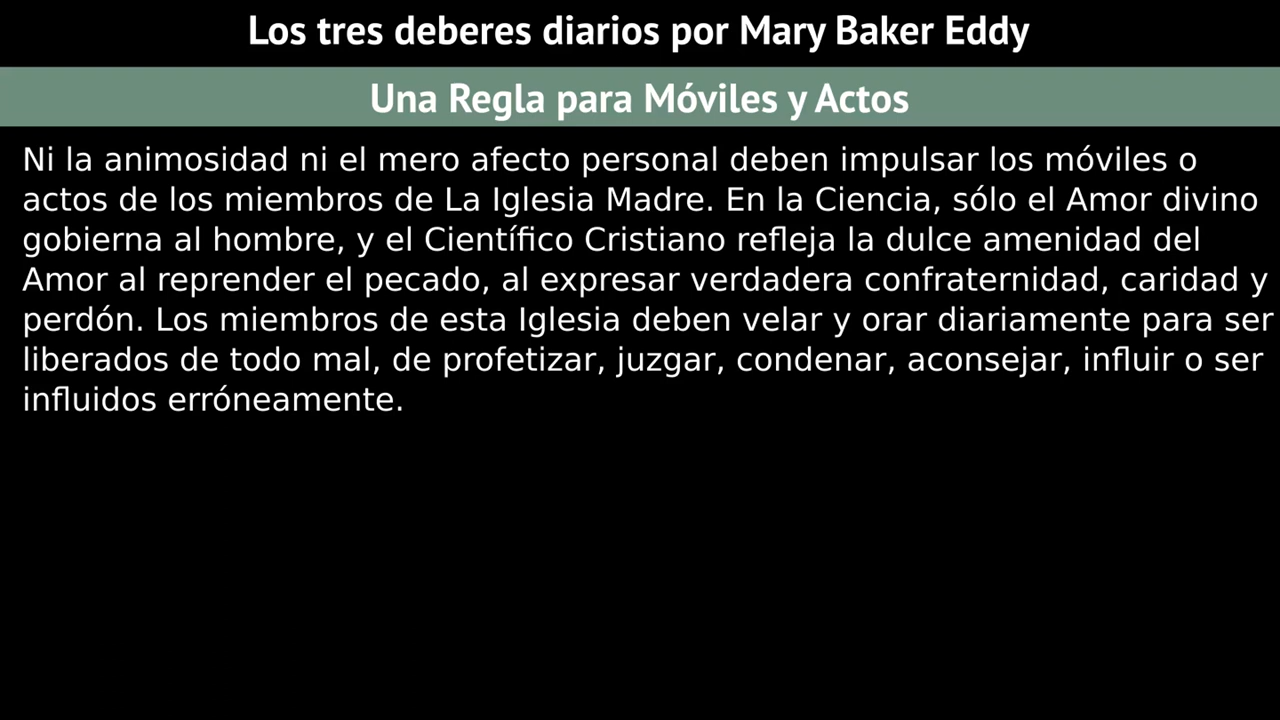 Los tres deberes diarios por Mary Baker Eddy
Una Regla para Móviles y Actos
Ni la animosidad ni el mero afecto personal deben impulsar los móviles o
actos de los miembros de La Iglesia Madre. En la Ciencia, sólo el Amor divino
gobierna al hombre, y el Científico Cristiano refleja la dulce amenidad del
Amor al reprender el pecado, al expresar verdadera confraternidad, caridad y
perdón. Los miembros de esta Iglesia deben velar y orar diariamente para ser
liberados de todo mal, de profetizar, juzgar, condenar, aconsejar, influir o ser
influidos erróneamente.